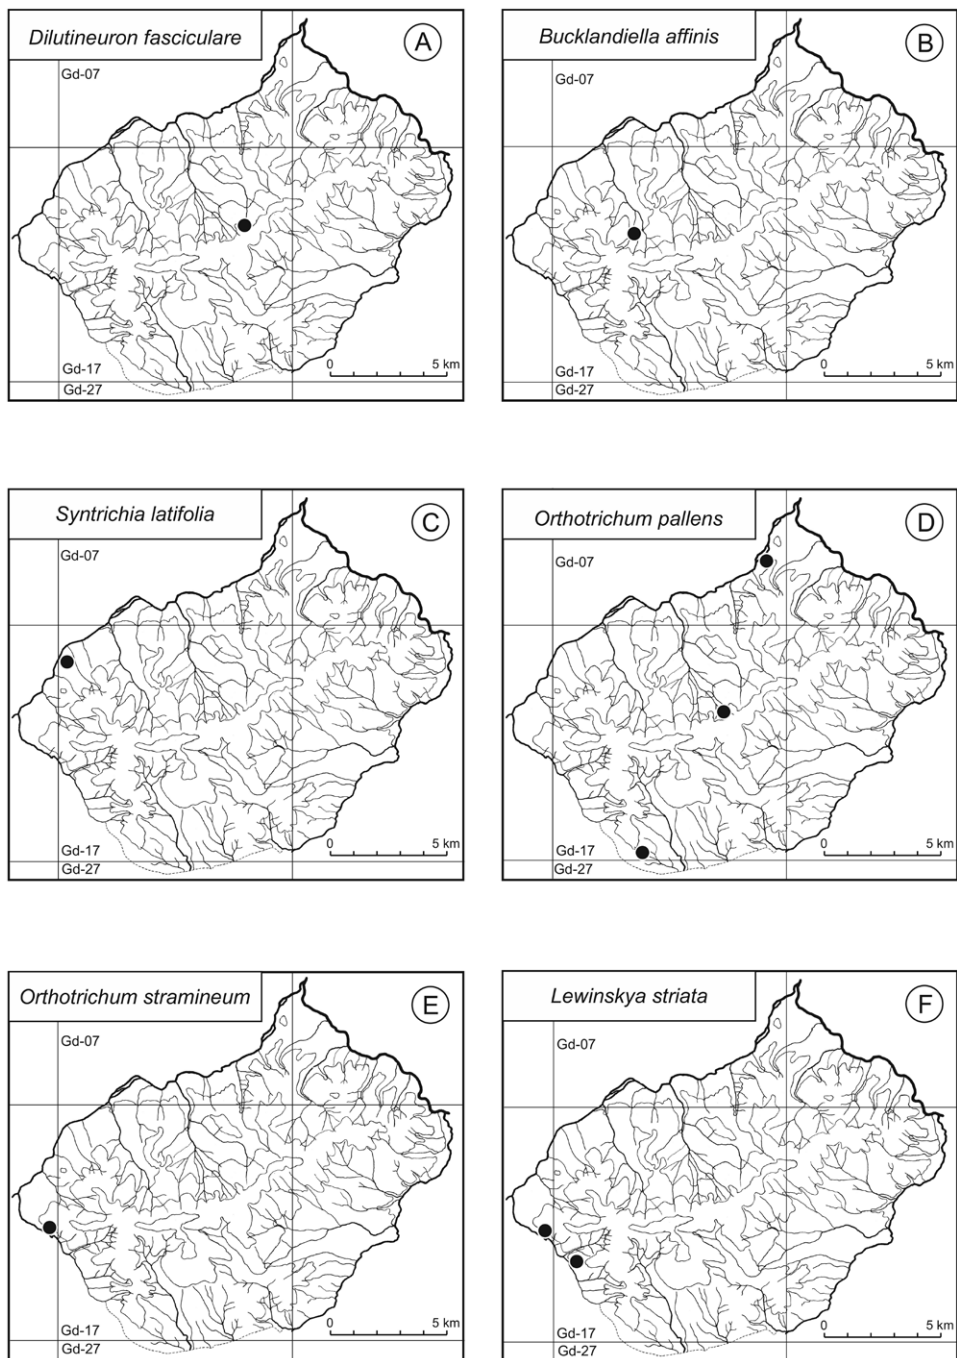 Dilutineuron fasciculare
A
Gd-07
Gd-17
Gd-27
0
5 km
Bucklandiella affinis
B
Gd-07
Gd-17
Gd-27
0
5 km
Syntrichia latifolia
C
Gd-07
Gd-17
Gd-27
0
5 km
Orthotrichum pallens
D
Gd-07
Gd-17
Gd-27
0
5 km
Orthotrichum stramineum
E
Gd-07
Gd-17
Gd-27
0
5 km
Lewinskya striata
F
Gd-07
Gd-17
Gd-27
0
5 km